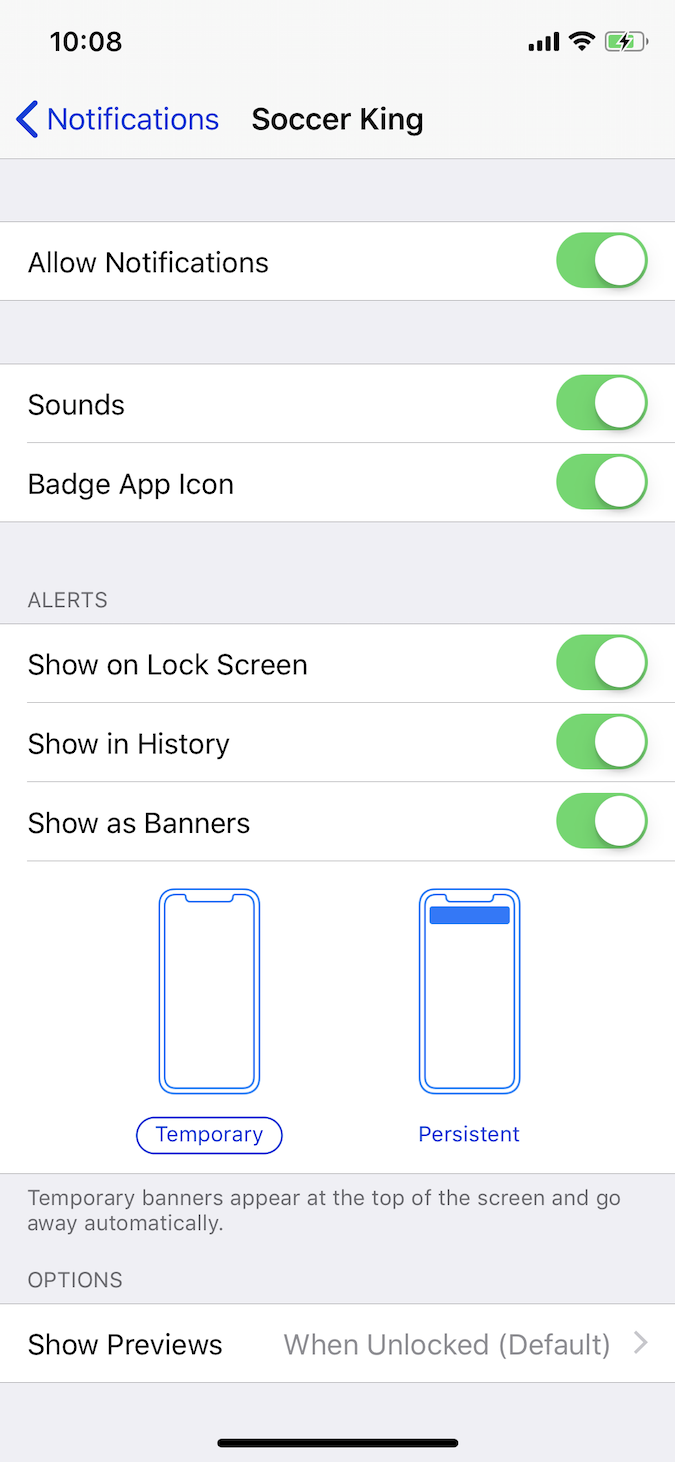 10:08
Notifications Soccer King
Allow Notifications
Sounds
Badge App Icon
ALERTS
Show on Lock Screen
Show in History
Show as Banners
Temporary Persistent
Temporary banners appear at the top of the screen and go
away automatically.
OPTIONS
Show Previews When Unlocked (Default)